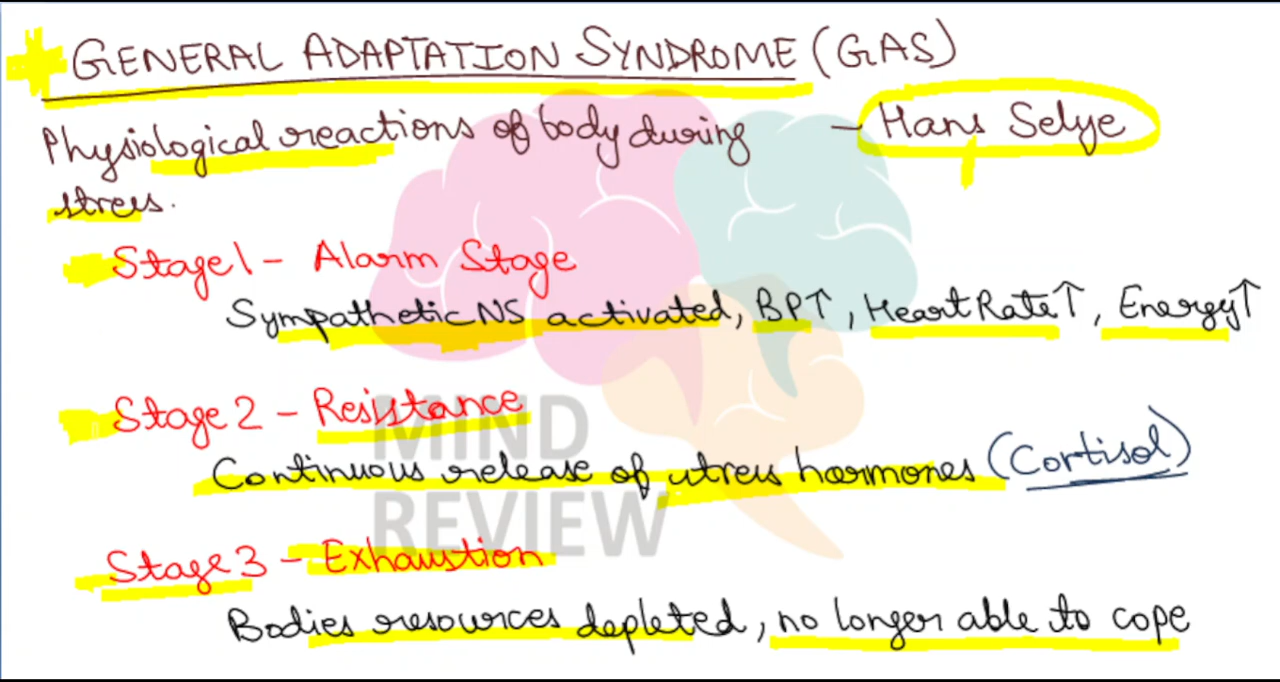 GENERAL ADAPTATION SYNDROME (GAS)
Physiological reactions of body during - Hans Selye
stress.
Stage 1 - Alarm Stage
Sympathetic NS activated, BP↑, Heart Rate↑, Energy↑
Stage 2 - Resistance
Continuous release of stress hormones (Cortisol)
Stage 3 - Exhaustion
Bodies resources depleted, no longer able to cope
MIND
REVIEW